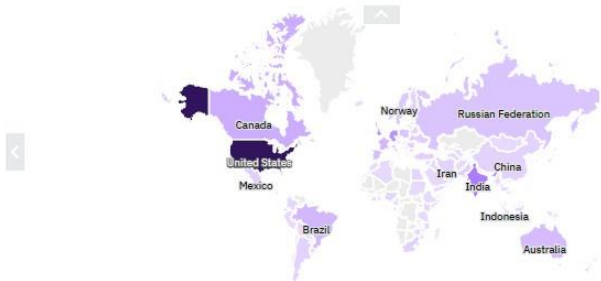 Norway
Russian Federation
Canada
United States
China
Iran
Mexico
India
Indonesia
Brazil
Australia